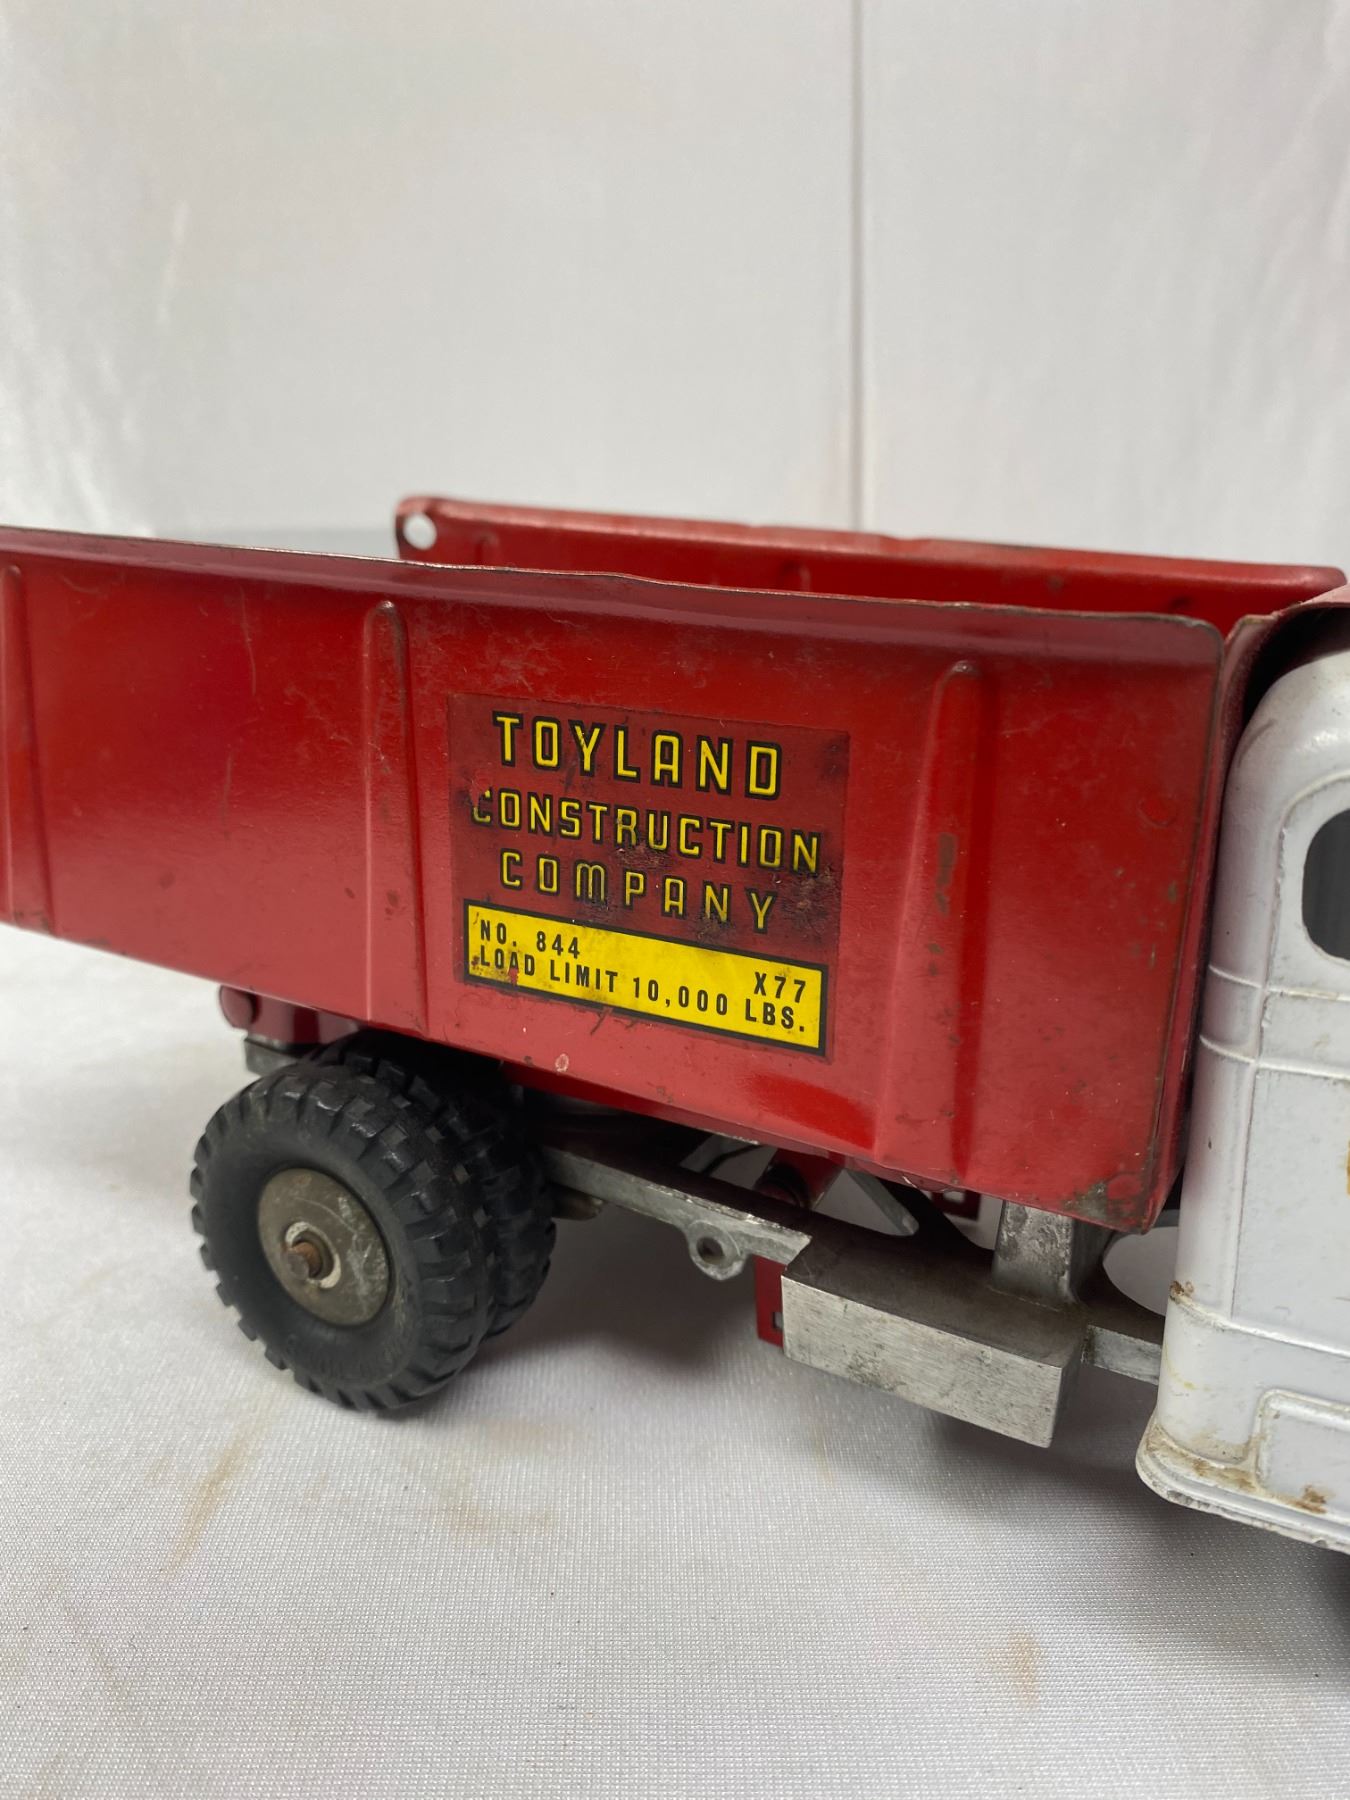 TOYLAND
CONSTRUCTION
COMPANY
NO. 844 X77
LOAD LIMIT 10,000 LBS.